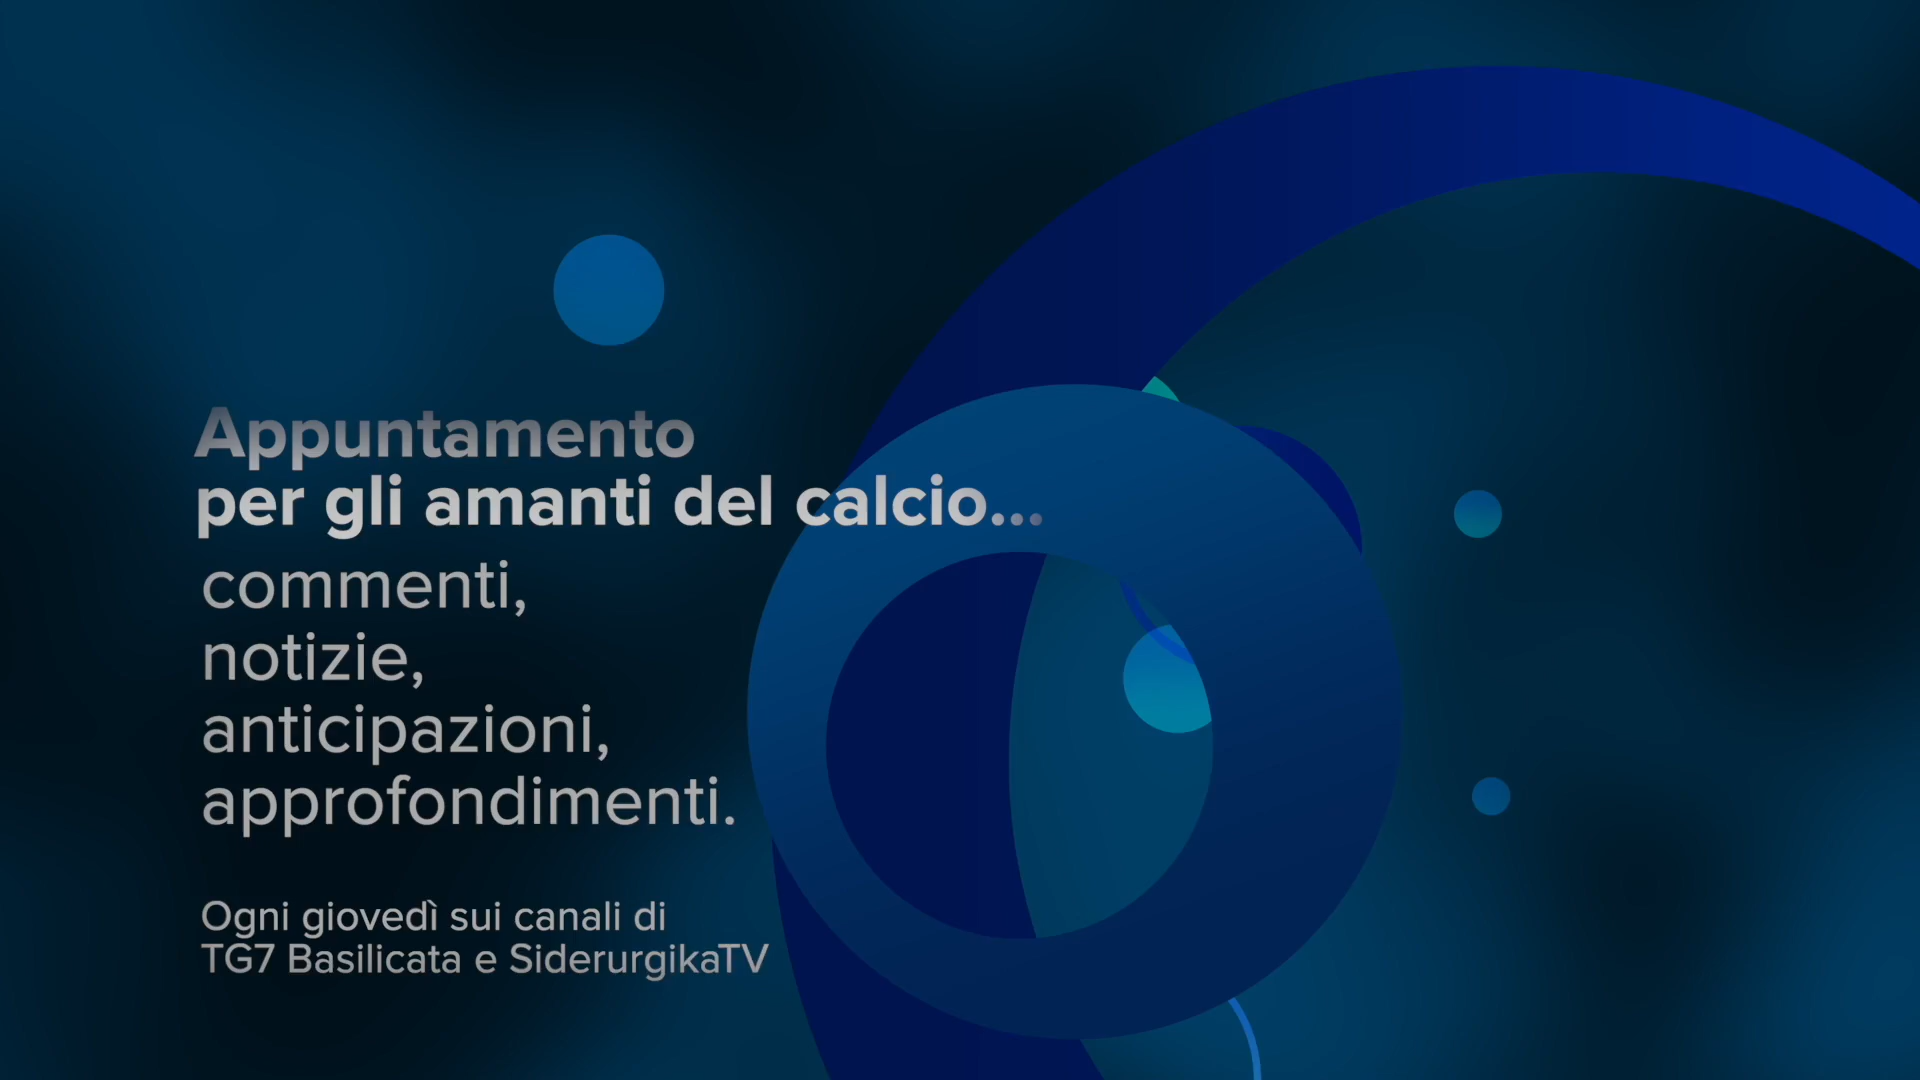 Appuntamento
per gli amanti del calcio...
commenti,
notizie,
anticipazioni,
approfondimenti.
Ogni giovedì sui canali di
TG7 Basilicata e SiderurgikaTV